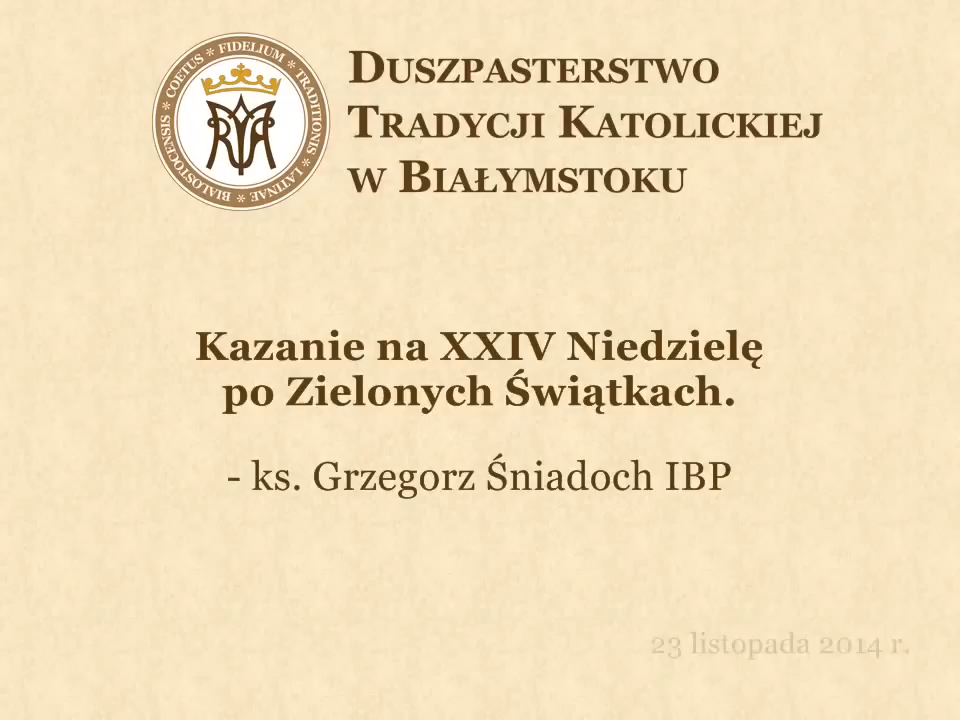 COETUS * FIDELIUM * TRADITIONIS * LATINAE * BIALOSTOCENSIS *
Duszpasterstwo
Tradycji Katolickiej
w Białymstoku
Kazanie na XXIV Niedzielę
po Zielonych Świątkach.
- ks. Grzegorz Śniadoch IBP
23 listopada 2014 r.